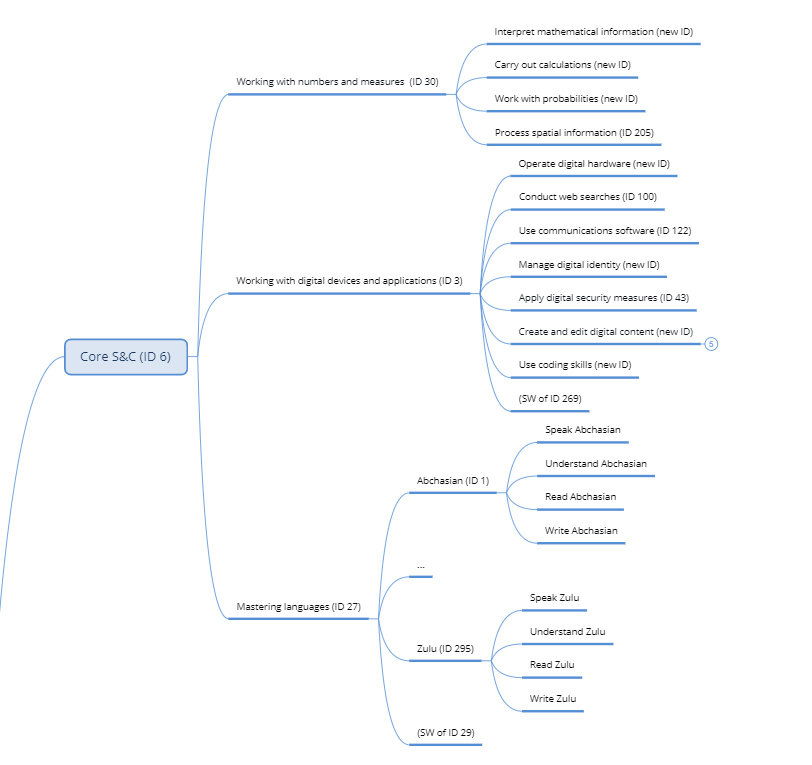 Core S&C (ID 6)
Working with numbers and measures (ID 30)
Interpret mathematical information (new ID)
Carry out calculations (new ID)
Work with probabilities (new ID)
Process spatial information (ID 205)
Working with digital devices and applications (ID 3)
Operate digital hardware (new ID)
Conduct web searches (ID 100)
Use communications software (ID 122)
Manage digital identity (new ID)
Apply digital security measures (ID 43)
Create and edit digital content (new ID)
5
Use coding skills (new ID)
(SW of ID 269)
Mastering languages (ID 27)
Abchasian (ID 1)
Speak Abchasian
Understand Abchasian
Read Abchasian
Write Abchasian
...
Zulu (ID 295)
Speak Zulu
Understand Zulu
Read Zulu
Write Zulu
(SW of ID 29)